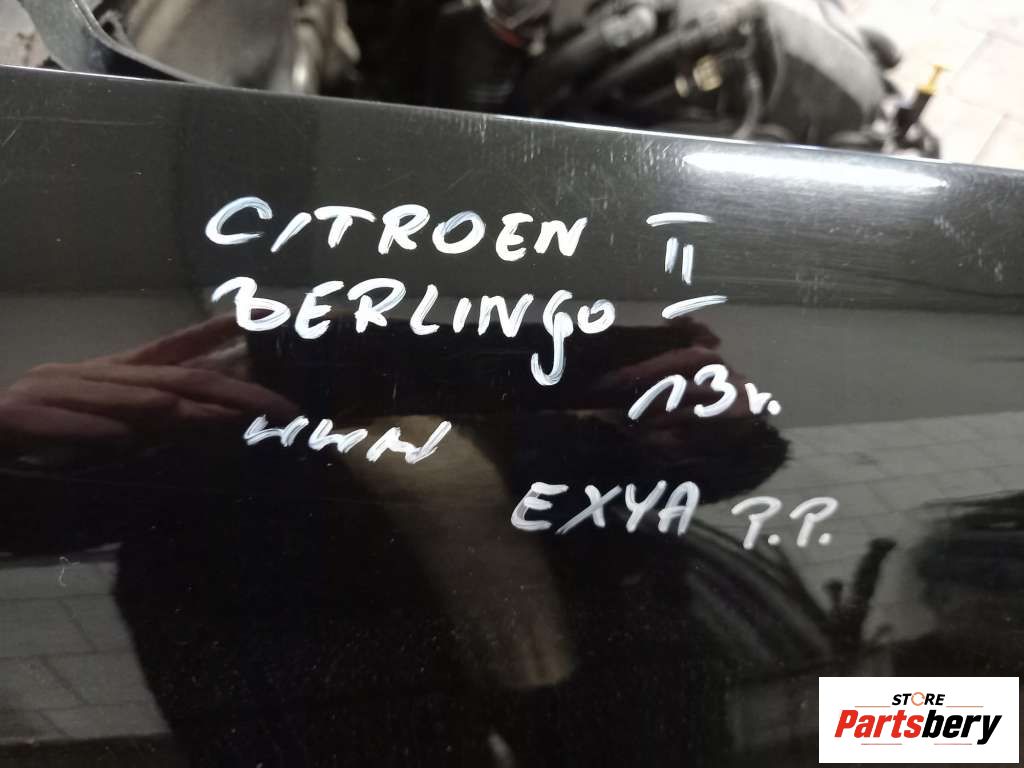 CITROEN II
BERLINGO
13r.
EXYA P.P.
STORE
Partsbery